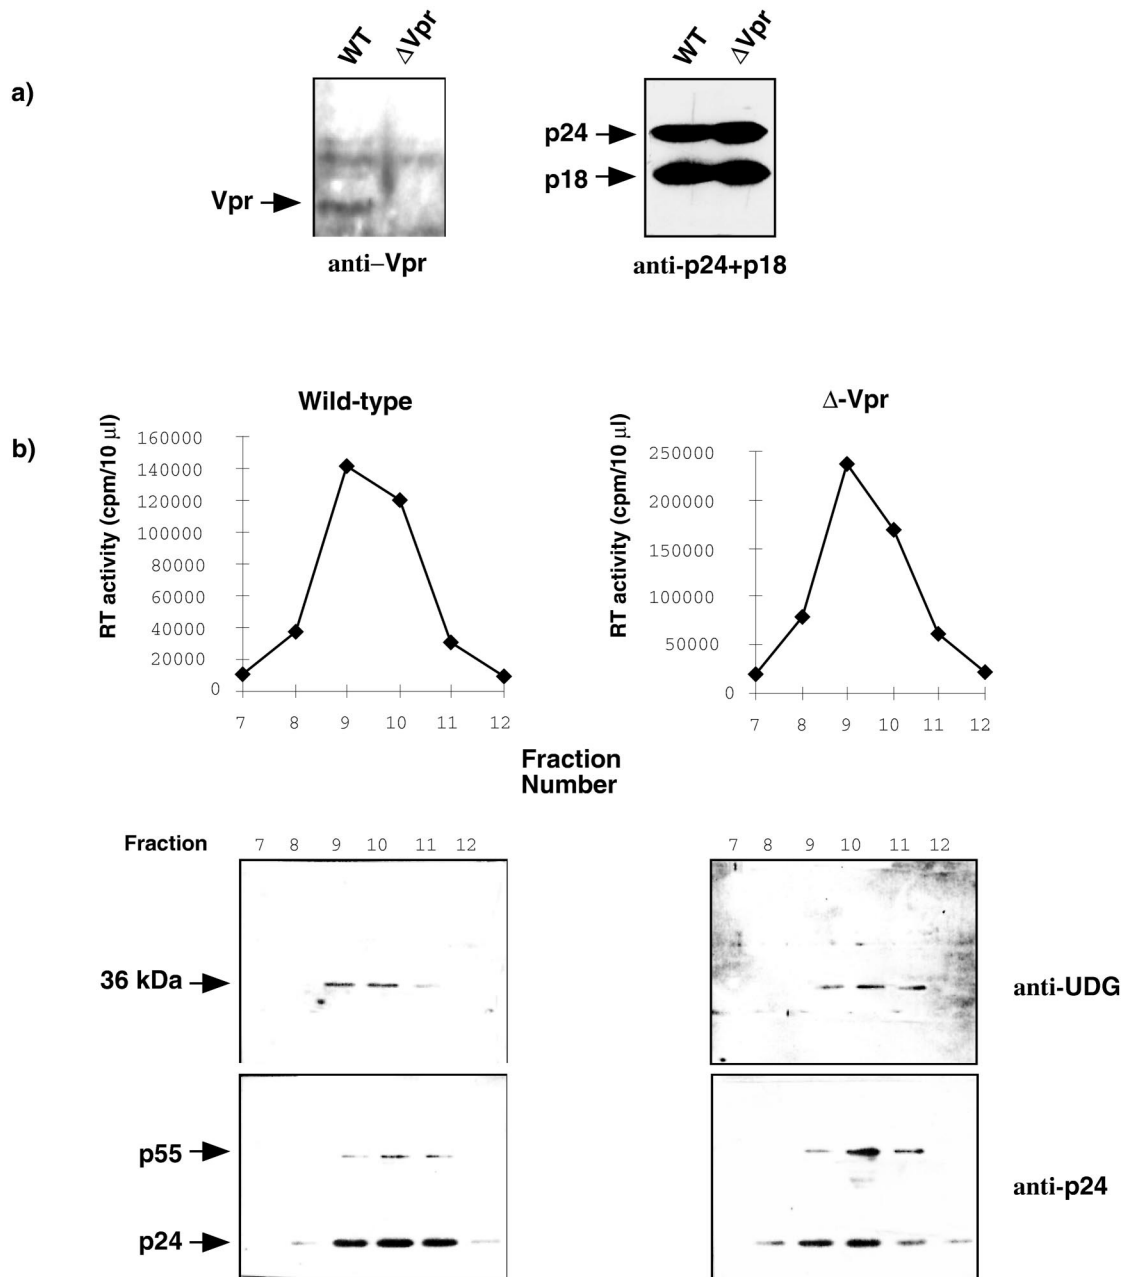 a)
WT ΔVpr
Vpr
anti–Vpr
WT ΔVpr
p24
p18
anti-p24+p18
b)
Wild-type
RT activity (cpm/10 µl)
160000
140000
120000
100000
80000
60000
40000
20000
0
7 8 9 10 11 12
Δ-Vpr
RT activity (cpm/10 µl)
250000
200000
150000
100000
50000
0
7 8 9 10 11 12
Fraction
Number
Fraction 7 8 9 10 11 12
7 8 9 10 11 12
36 kDa
anti-UDG
p55
p24
anti-p24